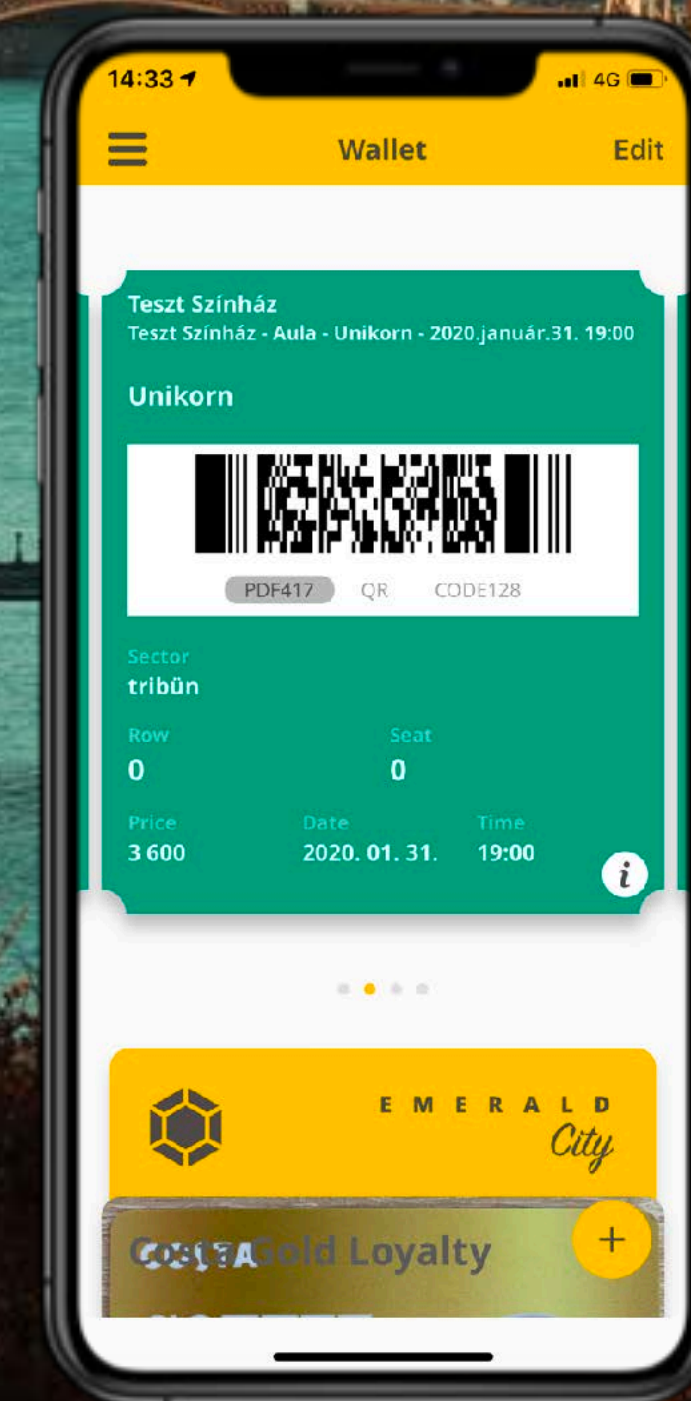 14:33
4G
Wallet
Edit
Teszt Színház
Teszt Színház - Aula - Unikorn - 2020.január.31. 19:00
Unikorn
PDF417 QR CODE128
Sector
tribün
Row Seat
0 0
Price Date Time
3 600 2020. 01. 31. 19:00
i
EMERALD
City
Costa Gold Loyalty
COSTA
+